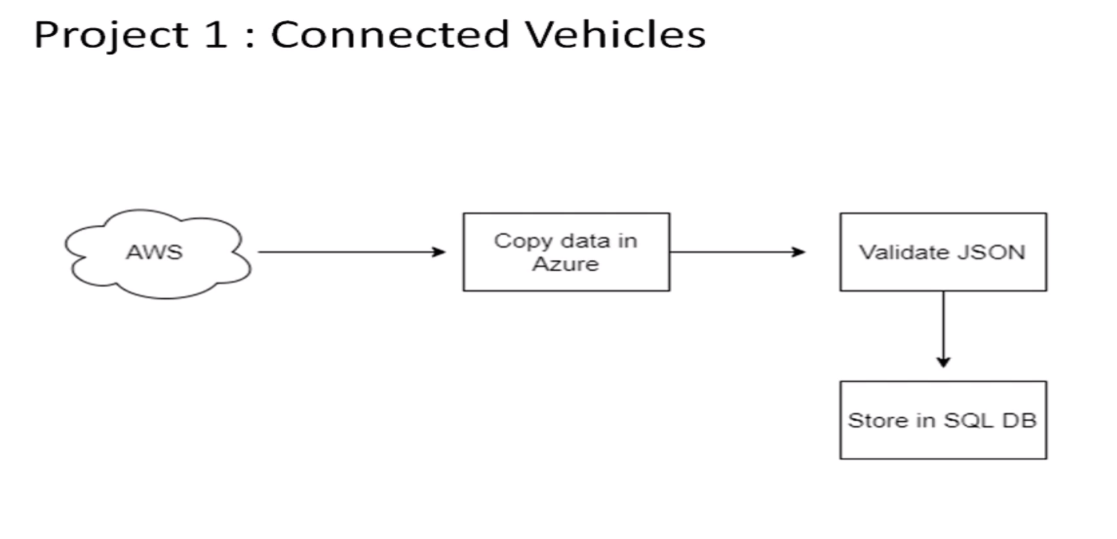 Project 1 : Connected Vehicles
AWS
Copy data in
Azure
Validate JSON
Store in SQL DB